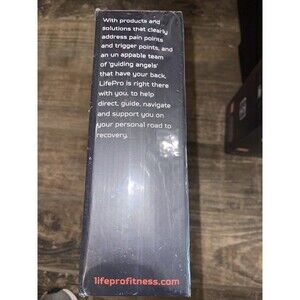 With products and
solutions that clearly
address pain points
and trigger points, and
an un appable team
of 'guiding angels'
that have your back,
LifePro is right there
with you, to help
direct, guide, navigate
and support you on
your personal road to
recovery.
lifeprofitness.com